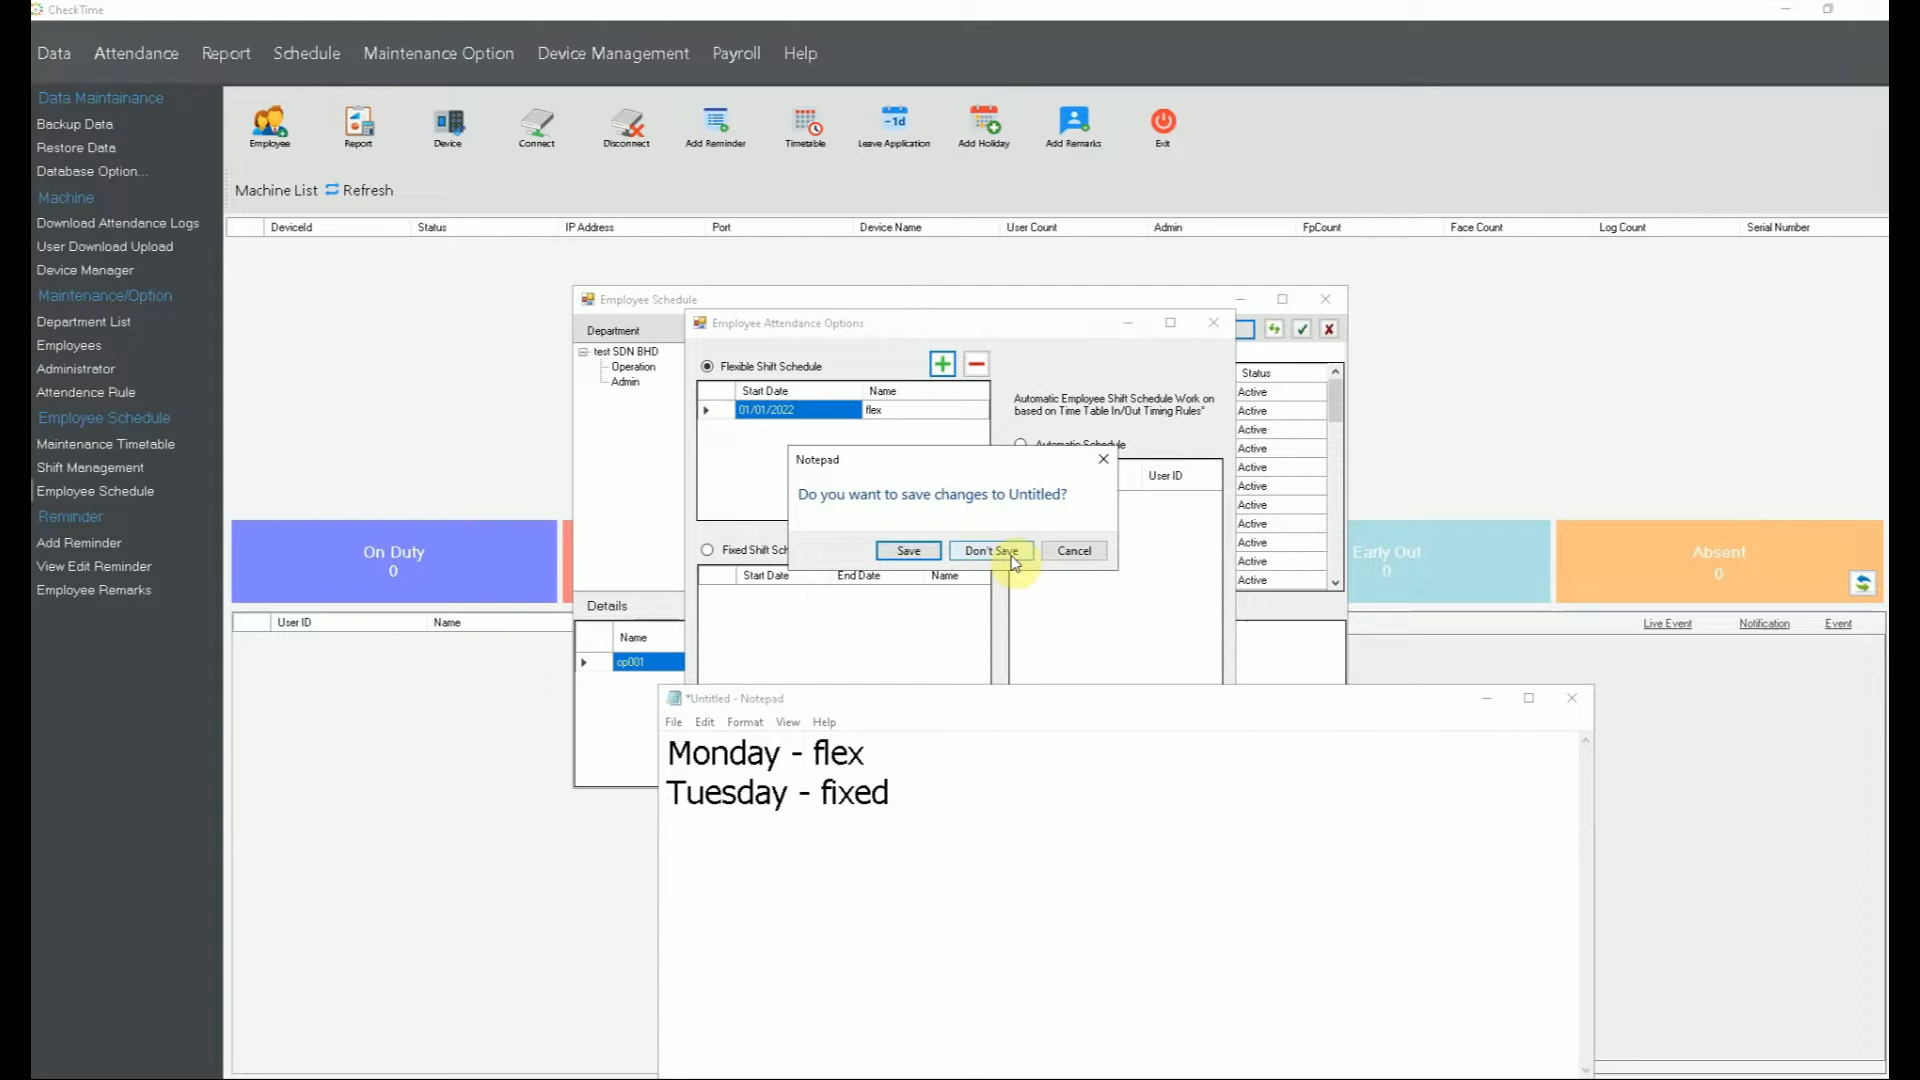 CheckTime
Data Attendance Report Schedule Maintenance Option Device Management Payroll Help
Data Maintainance
Backup Data
Restore Data
Database Option...
Machine
Download Attendance Logs
User Download Upload
Device Manager
Maintenance/Option
Department List
Employees
Administrator
Attendence Rule
Employee Schedule
Maintenance Timetable
Shift Management
Employee Schedule
Reminder
Add Reminder
View Edit Reminder
Employee Remarks
Employee Report Device Connect Disconnect Add Reminder Timetable Leave Application Add Holiday Add Remarks Exit
-1d
Machine List Refresh
DeviceId Status IP Address Port Device Name User Count Admin FpCount Face Count Log Count Serial Number
Employee Schedule
Department
test SDN BHD
Operation
Admin
Employee Attendance Options
Flexible Shift Schedule
Start Date Name
01/01/2022 flex
Automatic Employee Shift Schedule Work on
based on Time Table In/Out Timing Rules"
Automatic Schedule
User ID
Status
Active
Active
Active
Active
Active
Active
Active
Active
Active
Active
Active
Notepad
Do you want to save changes to Untitled?
Save Don't Save Cancel
Fixed Shift Sch
Start Date End Date Name
On Duty
0
Early Out
0
Absent
0
Details
Name
op001
User ID Name
Live Event Notification Event
*Untitled - Notepad
File Edit Format View Help
Monday - flex
Tuesday - fixed